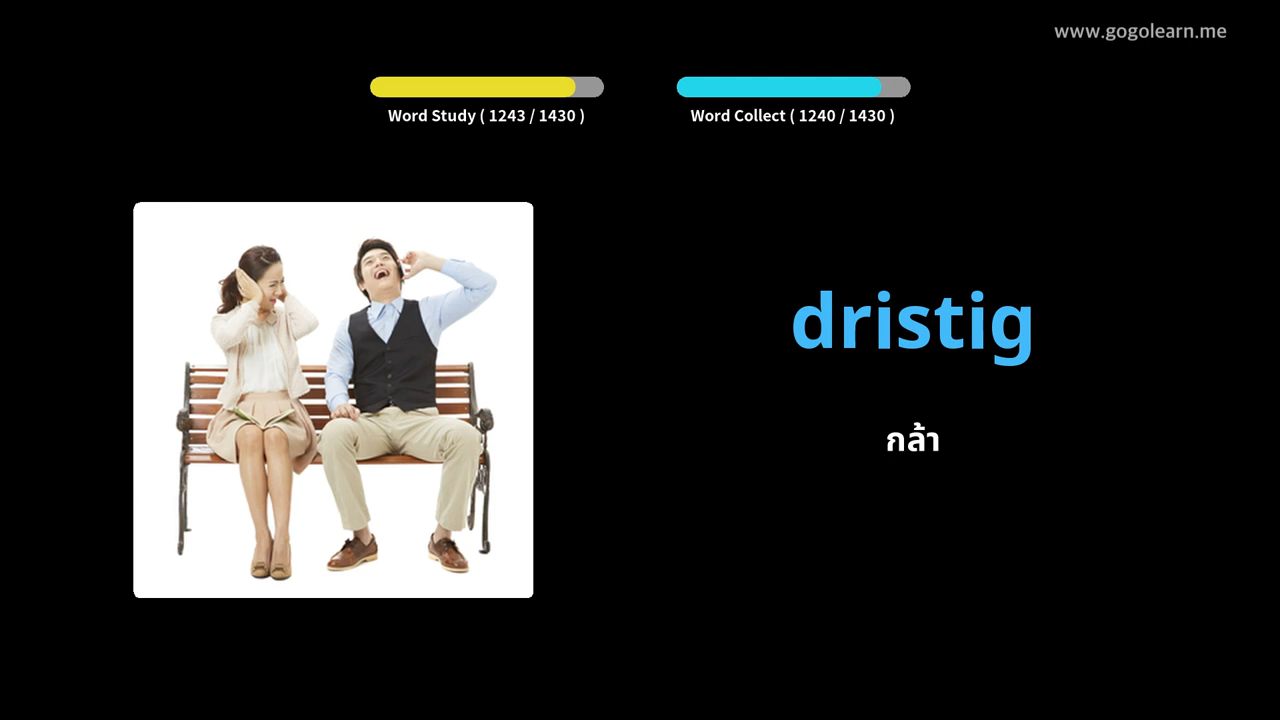 www.gogolearn.me
Word Study ( 1243 / 1430 )
Word Collect ( 1240 / 1430 )
dristig
กล้า